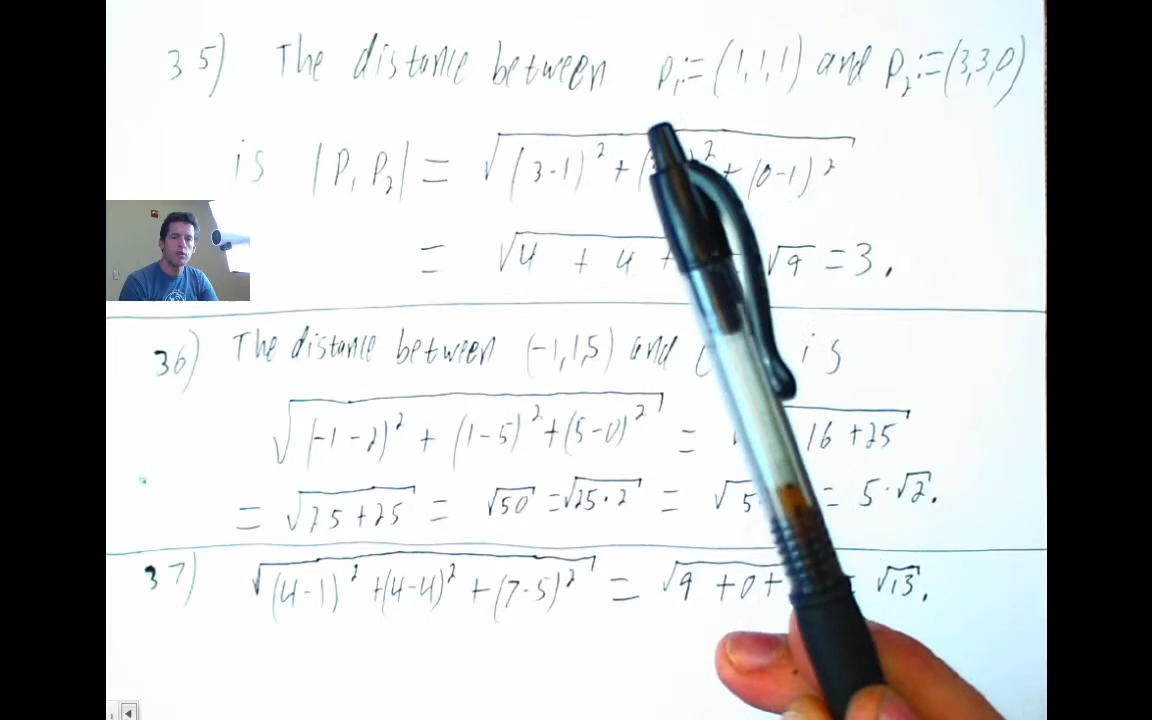 35) The distance between P₁:=(1,1,1) and P₂:=(3,3,0)
is |P₁ P₂| = √(3-1)² + ( )² + (0-1)²
= √4 + 4 + √9 = 3.
36) The distance between (-1,1,5) and ( is
√(-1-2)² + (1-5)² + (5-0)² = √ 16 + 25
= √25+25 = √50 = √25·2 = √5 = 5·√2.
37) √(4-1)² + (4-4)² + (7-5)² = √9 + 0 + = √13.